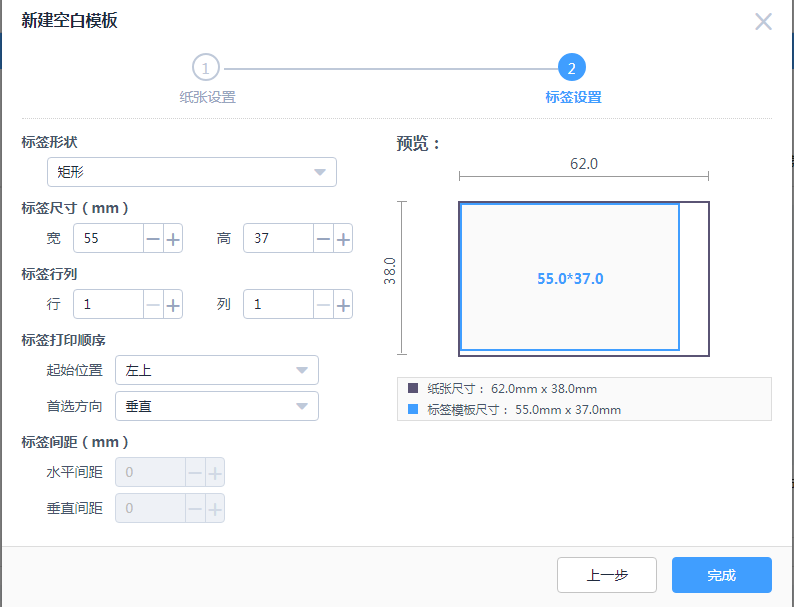 新建空白模板
1
2
纸张设置
标签设置
标签形状
矩形
标签尺寸（mm）
宽 55 高 37
标签行列
行 1 列 1
标签打印顺序
起始位置 左上
首选方向 垂直
标签间距（mm）
水平间距 0
垂直间距 0
预览：
62.0
38.0
55.0*37.0
纸张尺寸： 62.0mm x 38.0mm
标签模板尺寸： 55.0mm x 37.0mm
上一步
完成